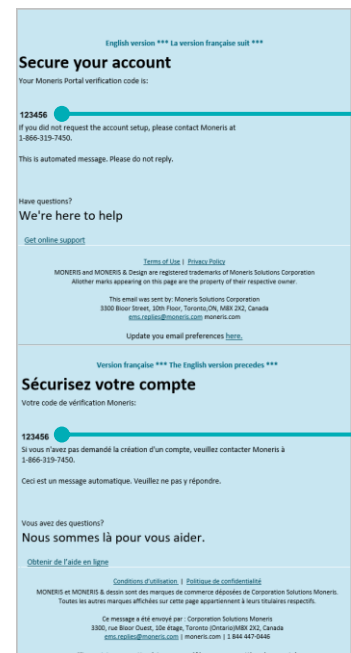 English version *** La version française suit ***
Secure your account
Your Moneris Portal verification code is:
123456
If you did not request the account setup, please contact Moneris at
1-866-319-7450.
This is automated message. Please do not reply.
Have questions?
We're here to help
Get online support
Terms of Use | Privacy Policy
MONERIS and MONERIS & Design are registered trademarks of Moneris Solutions Corporation
Allother marks appearing on this page are the property of their respective owner.
This email was sent by: Moneris Solutions Corporation
3300 Bloor Street, 10th Floor, Toronto,ON, M8X 2X2, Canada
ems.replies@moneris.com moneris.com
Update you email preferences here.
Version française *** The English version precedes ***
Sécurisez votre compte
Votre code de vérification Moneris:
123456
Si vous n'avez pas demandé la création d'un compte, veuillez contacter Moneris à
1-866-319-7450.
Ceci est un message automatique. Veuillez ne pas y répondre.
Vous avez des questions?
Nous sommes là pour vous aider.
Obtenir de l'aide en ligne
Conditions d'utilisation | Politique de confidentialité
MONERIS et MONERIS & design sont des marques de commerce déposées de Corporation Solutions Moneris.
Toutes les autres marques affichées sur cette page appartiennent à leurs titulaires respectifs.
Ce message a été envoyé par : Corporation Solutions Moneris
3300, rue Bloor Ouest, 10e étage, Toronto (Ontario)M8X 2X2, Canada
ems.replies@moneris.com | moneris.com | 1 844 447-0446